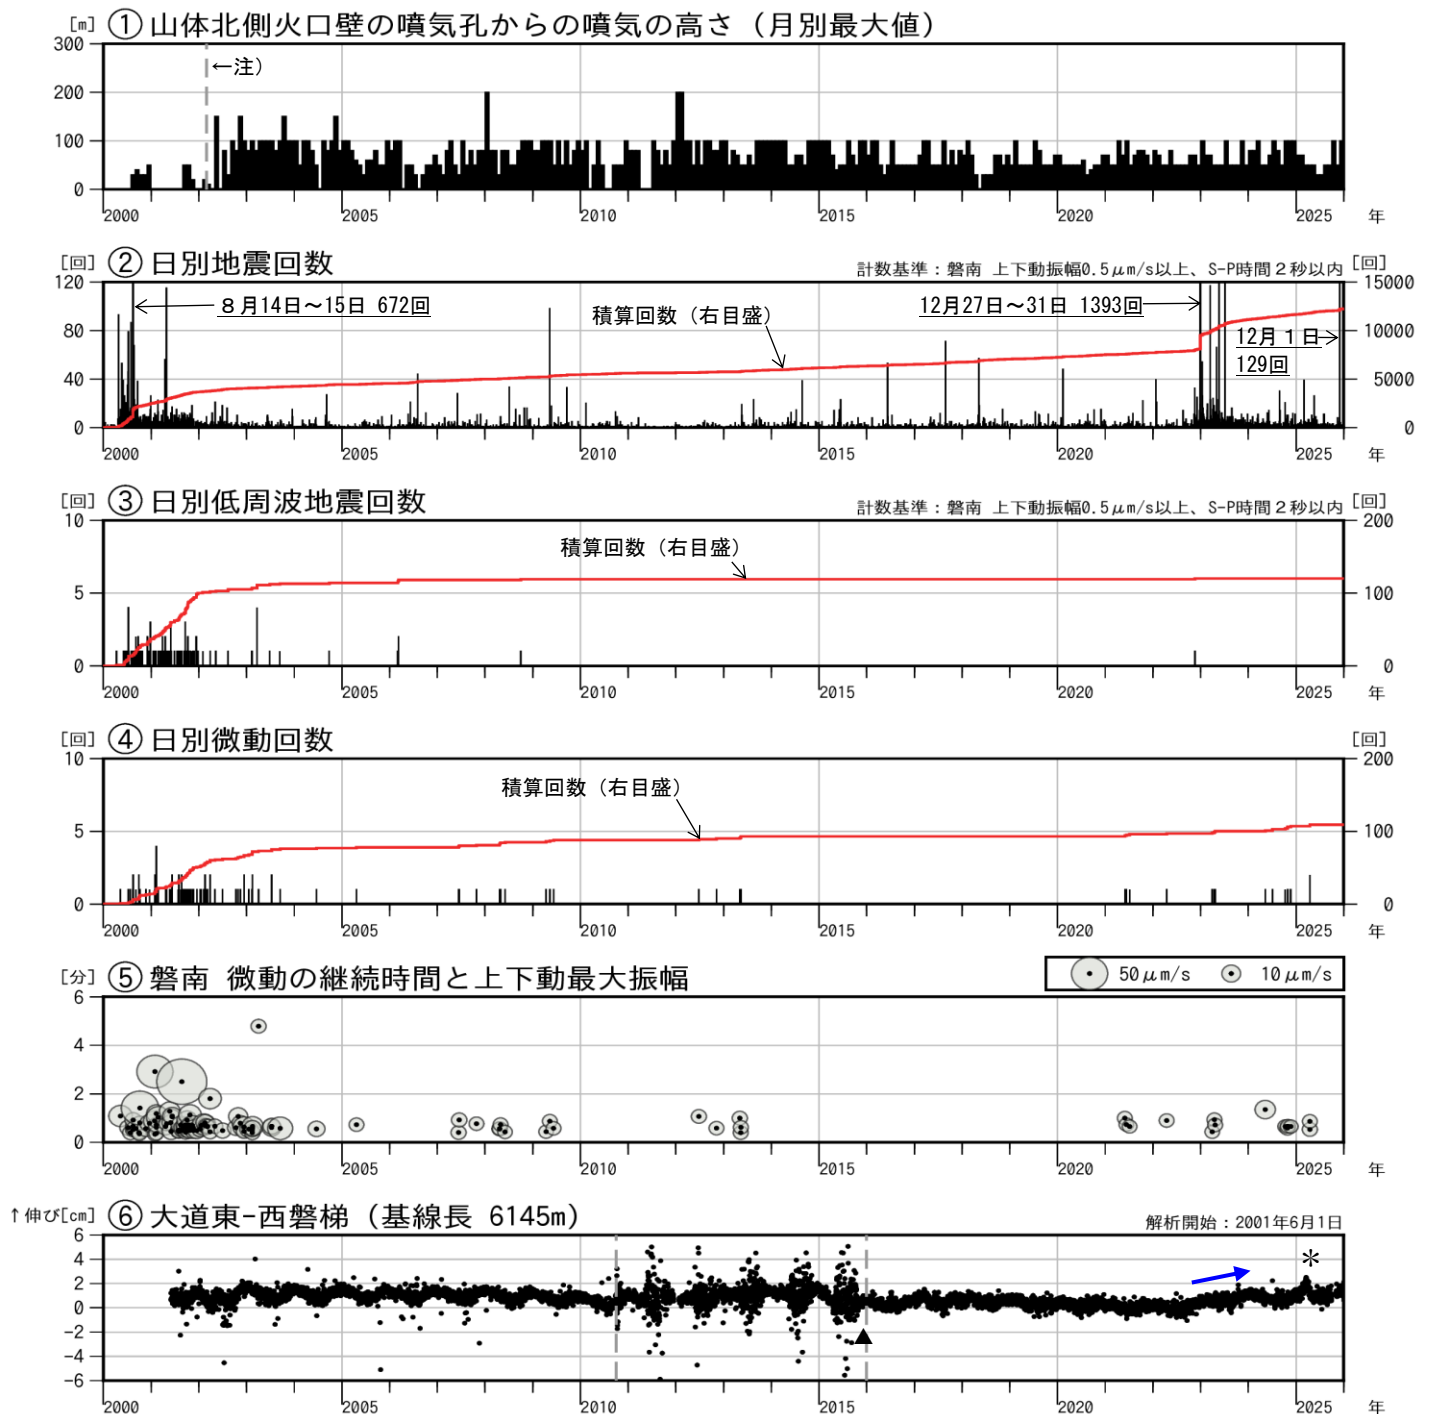 [m] ①山体北側火口壁の噴気孔からの噴気の高さ（月別最大値）
300
←注）
200
100
0
2000 2005 2010 2015 2020 2025 年
[回] ②日別地震回数 計数基準：磐南 上下動振幅0.5μm/s以上、S-P時間２秒以内 [回]
120 15000
８月14日～15日 672回 積算回数（右目盛） 12月27日～31日 1393回
80 10000
12月１日
129回
40 5000
0 0
2000 2005 2010 2015 2020 2025 年
[回] ③日別低周波地震回数 計数基準：磐南 上下動振幅0.5μm/s以上、S-P時間２秒以内 [回]
10 200
積算回数（右目盛）
5 100
0 0
2000 2005 2010 2015 2020 2025 年
[回] ④日別微動回数 [回]
10 200
積算回数（右目盛）
5 100
0 0
2000 2005 2010 2015 2020 2025 年
[分] ⑤磐南 微動の継続時間と上下動最大振幅 50μm/s 10μm/s
6
4
2
0
2000 2005 2010 2015 2020 2025 年
↑伸び[cm] ⑥大道東-西磐梯（基線長 6145m） 解析開始：2001年6月1日
6
4 ＊
2
0
-2
-4
-6
2000 2005 2010 2015 2020 2025 年